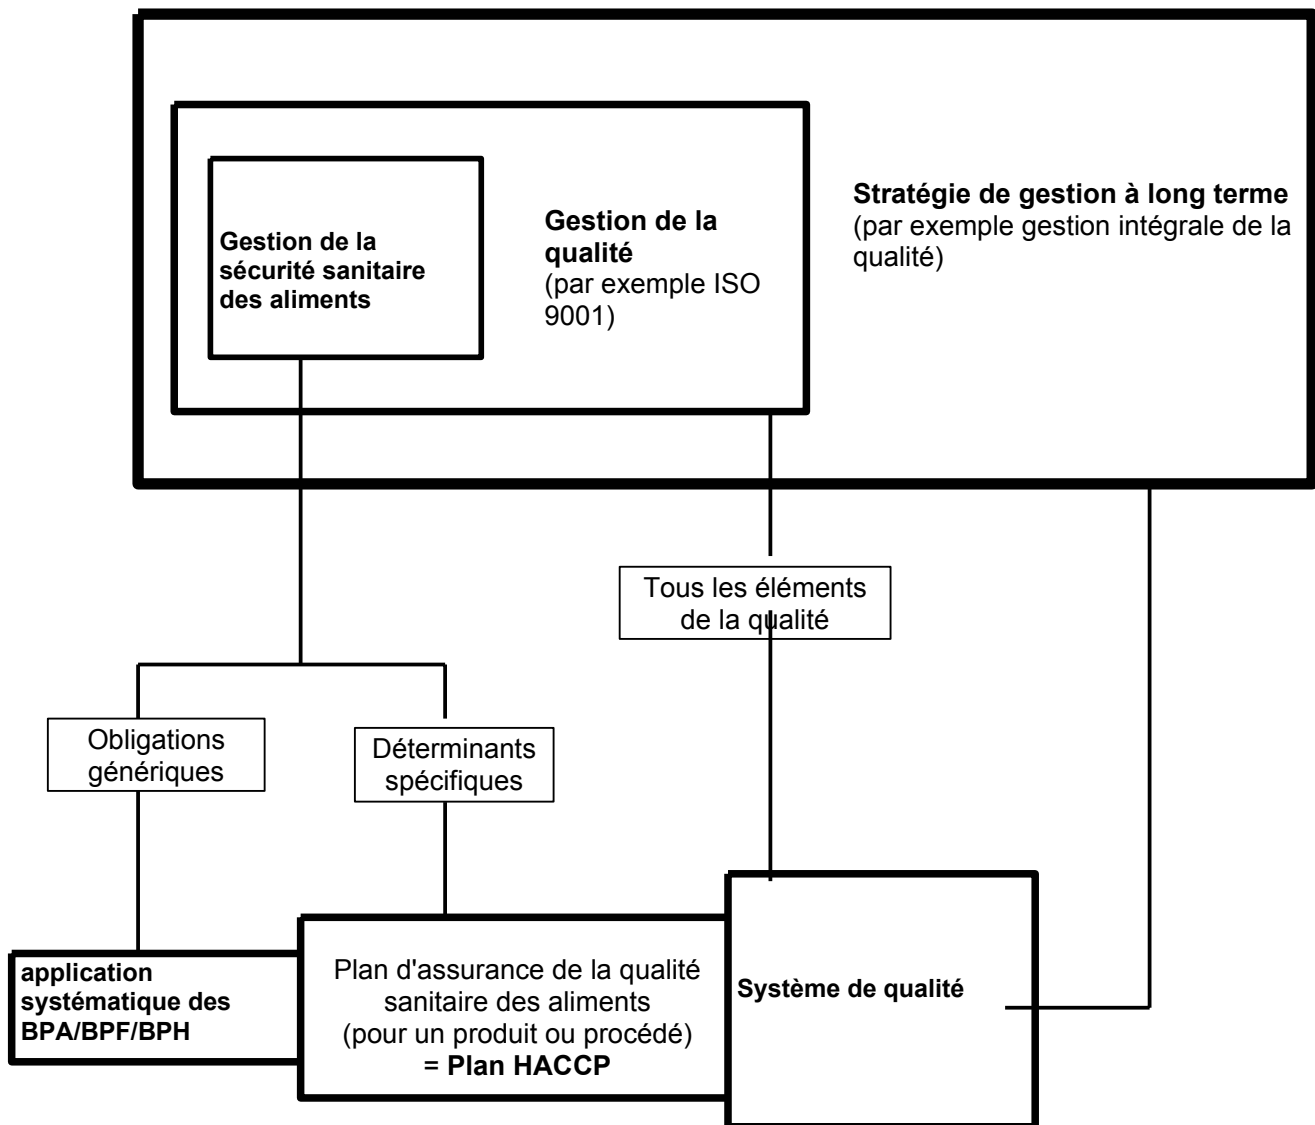 Gestion de la
sécurité sanitaire
des aliments
Gestion de la
qualité
(par exemple ISO
9001)
Stratégie de gestion à long terme
(par exemple gestion intégrale de la
qualité)
Tous les éléments
de la qualité
Obligations
génériques
Déterminants
spécifiques
application
systématique des
BPA/BPF/BPH
Plan d'assurance de la qualité
sanitaire des aliments
(pour un produit ou procédé)
= Plan HACCP
Système de qualité